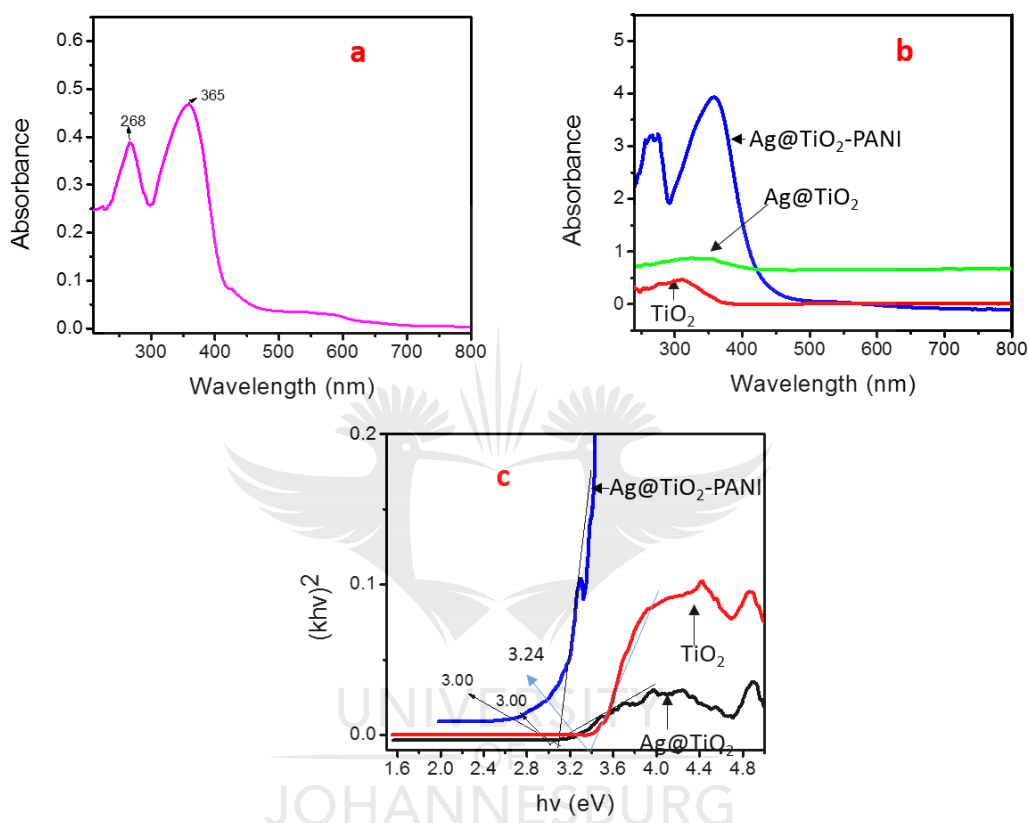 a
0.6
0.5
0.4
0.3
0.2
0.1
0.0
268
365
300 400 500 600 700 800
Absorbance
Wavelength (nm)
b
5
4
3
2
1
0
Ag@TiO₂-PANI
Ag@TiO₂
TiO₂
300 400 500 600 700 800
Absorbance
Wavelength (nm)
c
0.2
0.1
0.0
Ag@TiO₂-PANI
3.24
3.00
3.00
TiO₂
Ag@TiO₂
1.6 2.0 2.4 2.8 3.2 3.6 4.0 4.4 4.8
(khv)²
hv (eV)
UNIVERSITY
OF
JOHANNESBURG